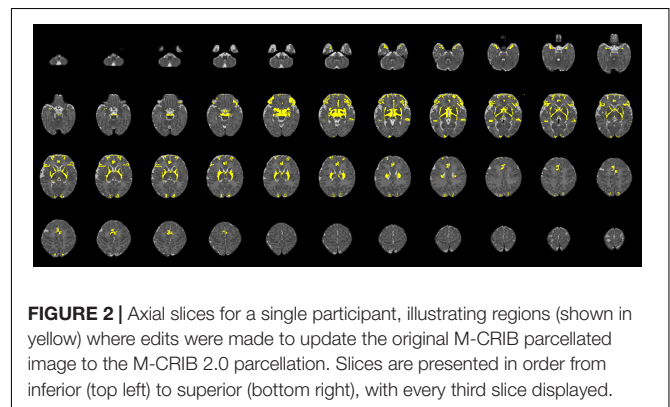 FIGURE 2 | Axial slices for a single participant, illustrating regions (shown in
yellow) where edits were made to update the original M-CRIB parcellated
image to the M-CRIB 2.0 parcellation. Slices are presented in order from
inferior (top left) to superior (bottom right), with every third slice displayed.